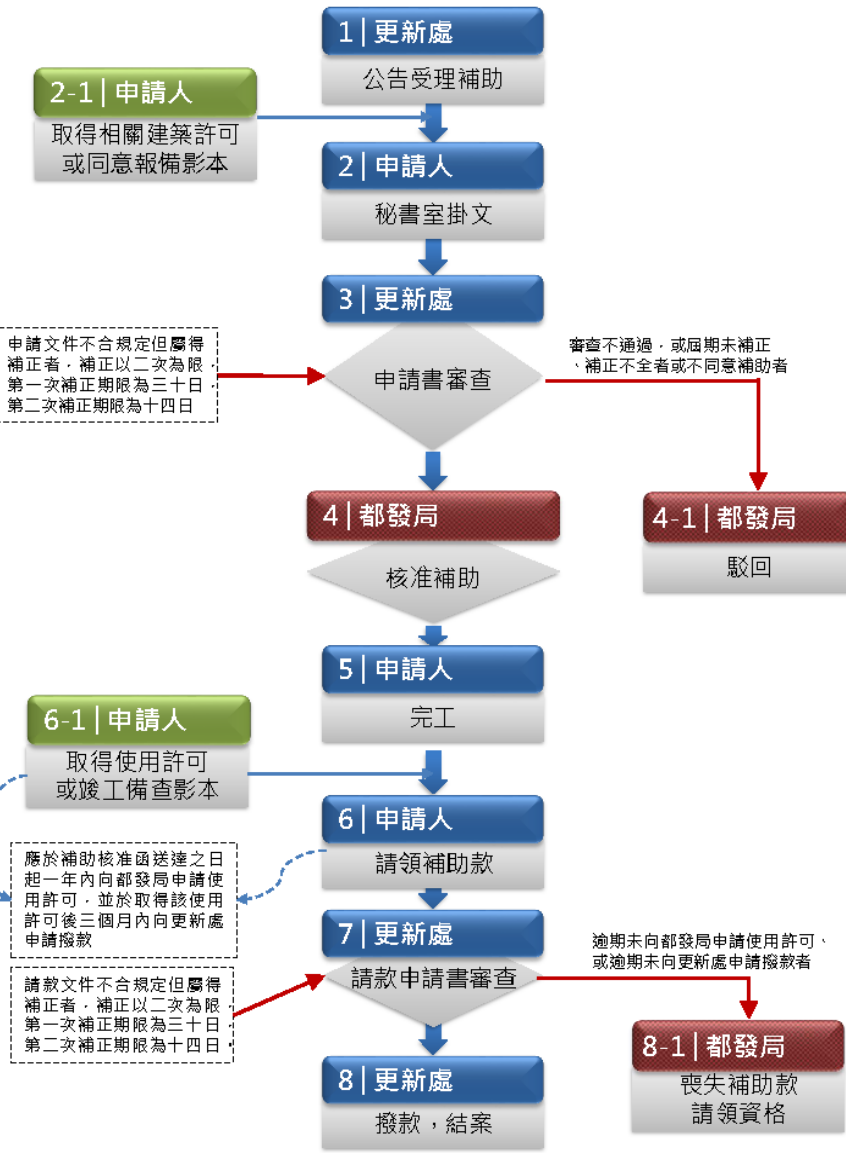 1|更新處
公告受理補助
2-1|申請人
取得相關建築許可
或同意報備影本
2|申請人
秘書室掛文
3|更新處
申請書審查
申請文件不合規定但屬得
補正者，補正以二次為限，
第一次補正期限為三十日，
第二次補正期限為十四日
審查不通過，或屆期未補正
、補正不全者或不同意補助者
4|都發局
核准補助
4-1|都發局
駁回
5|申請人
完工
6-1|申請人
取得使用許可
或竣工備查影本
6|申請人
請領補助款
應於補助核准函送達之日
起一年內向都發局申請使
用許可，並於取得該使用
許可後三個月內向更新處
申請撥款
7|更新處
請款申請書審查
請款文件不合規定但屬得
補正者，補正以二次為限，
第一次補正期限為三十日，
第二次補正期限為十四日，
逾期未向都發局申請使用許可、
或逾期未向更新處申請撥款者
8-1|都發局
喪失補助款
請領資格
8|更新處
撥款，結案